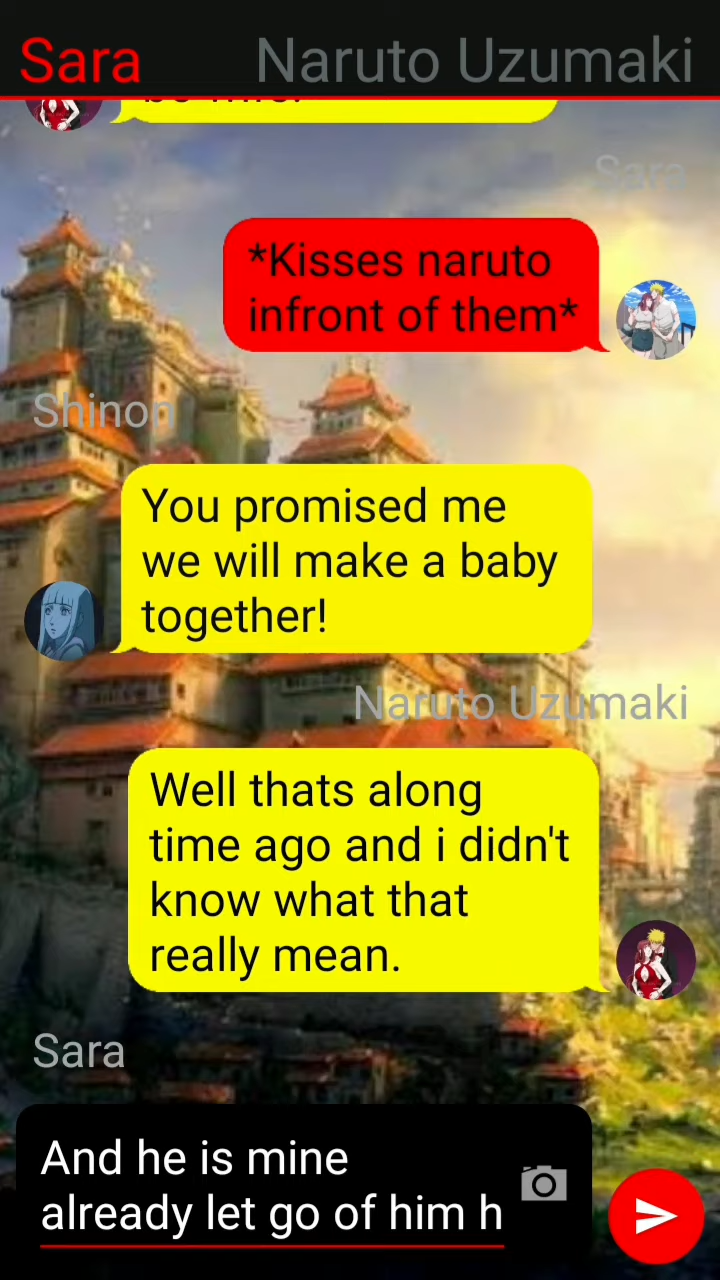 Sara Naruto Uzumaki
Sara
*Kisses naruto
infront of them*
Shinon
You promised me
we will make a baby
together!
Naruto Uzumaki
Well thats along
time ago and i didn't
know what that
really mean.
Sara
And he is mine
already let go of him h